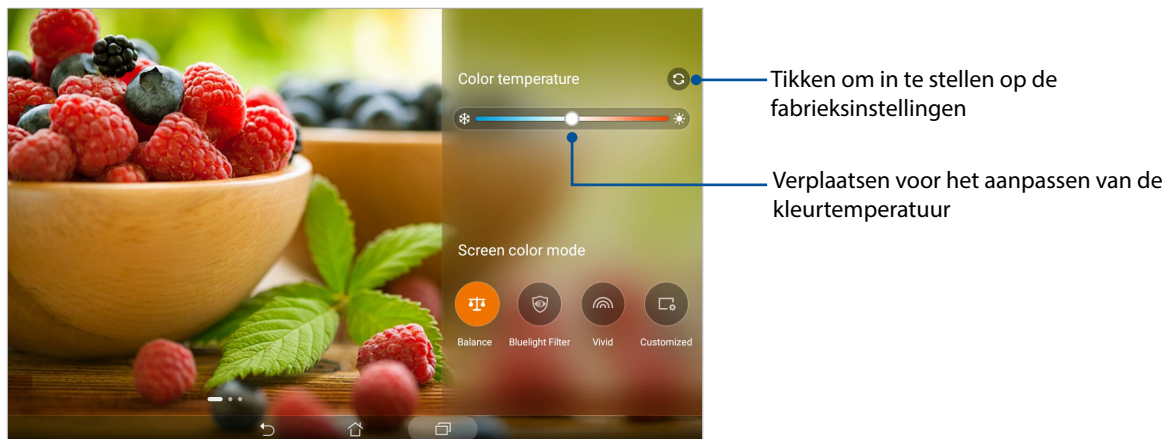 Color temperature
Tikken om in te stellen op de
fabrieksinstellingen
Verplaatsen voor het aanpassen van de
kleurtemperatuur
Screen color mode
Balance
Bluelight Filter
Vivid
Customized